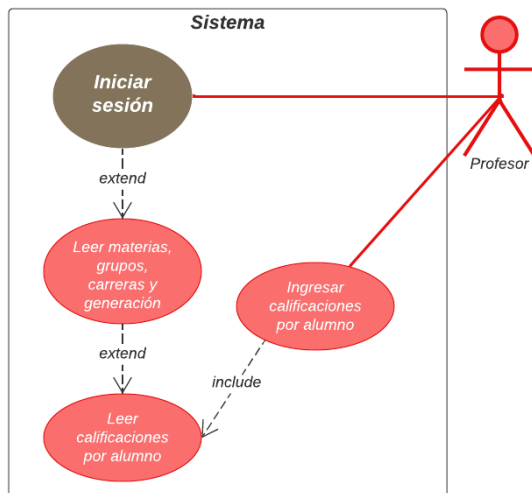 Sistema
Iniciar
sesión
Profesor
extend
Leer materias,
grupos,
carreras y
generación
Ingresar
calificaciones
por alumno
extend
include
Leer
calificaciones
por alumno